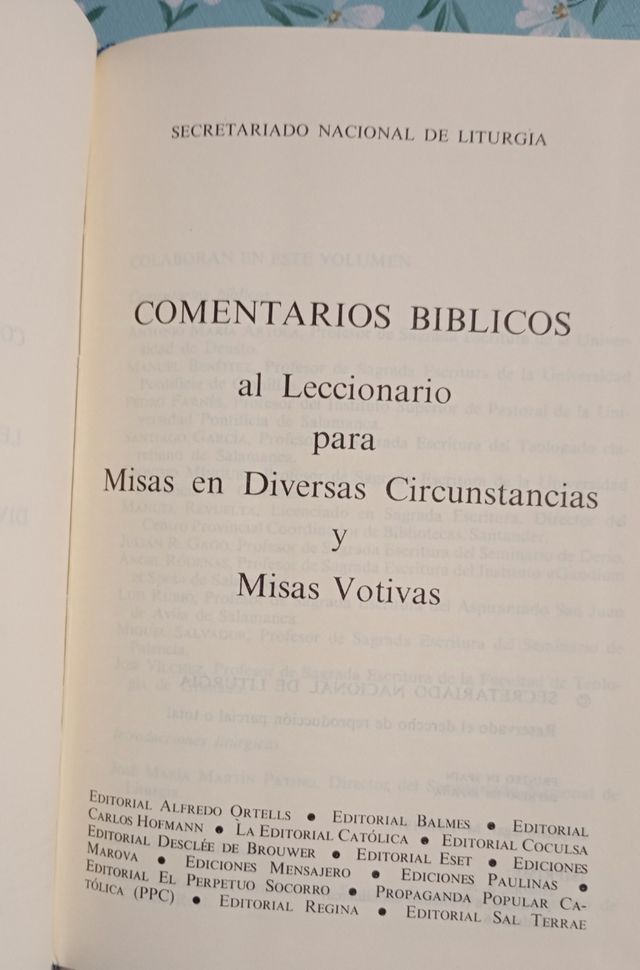 SECRETARIADO NACIONAL DE LITURGIA
COMENTARIOS BIBLICOS
al Leccionario
para
Misas en Diversas Circunstancias
y
Misas Votivas
EDITORIAL ALFREDO ORTELLS • EDITORIAL BALMES • EDITORIAL
CARLOS HOFMANN • LA EDITORIAL CATÓLICA • EDITORIAL COCULSA
EDITORIAL DESCLÉE DE BROUWER • EDITORIAL ESET • EDICIONES
MAROVA • EDICIONES MENSAJERO • EDICIONES PAULINAS •
EDITORIAL EL PERPETUO SOCORRO • PROPAGANDA POPULAR CA-
TÓLICA (PPC) • EDITORIAL REGINA • EDITORIAL SAL TERRAE